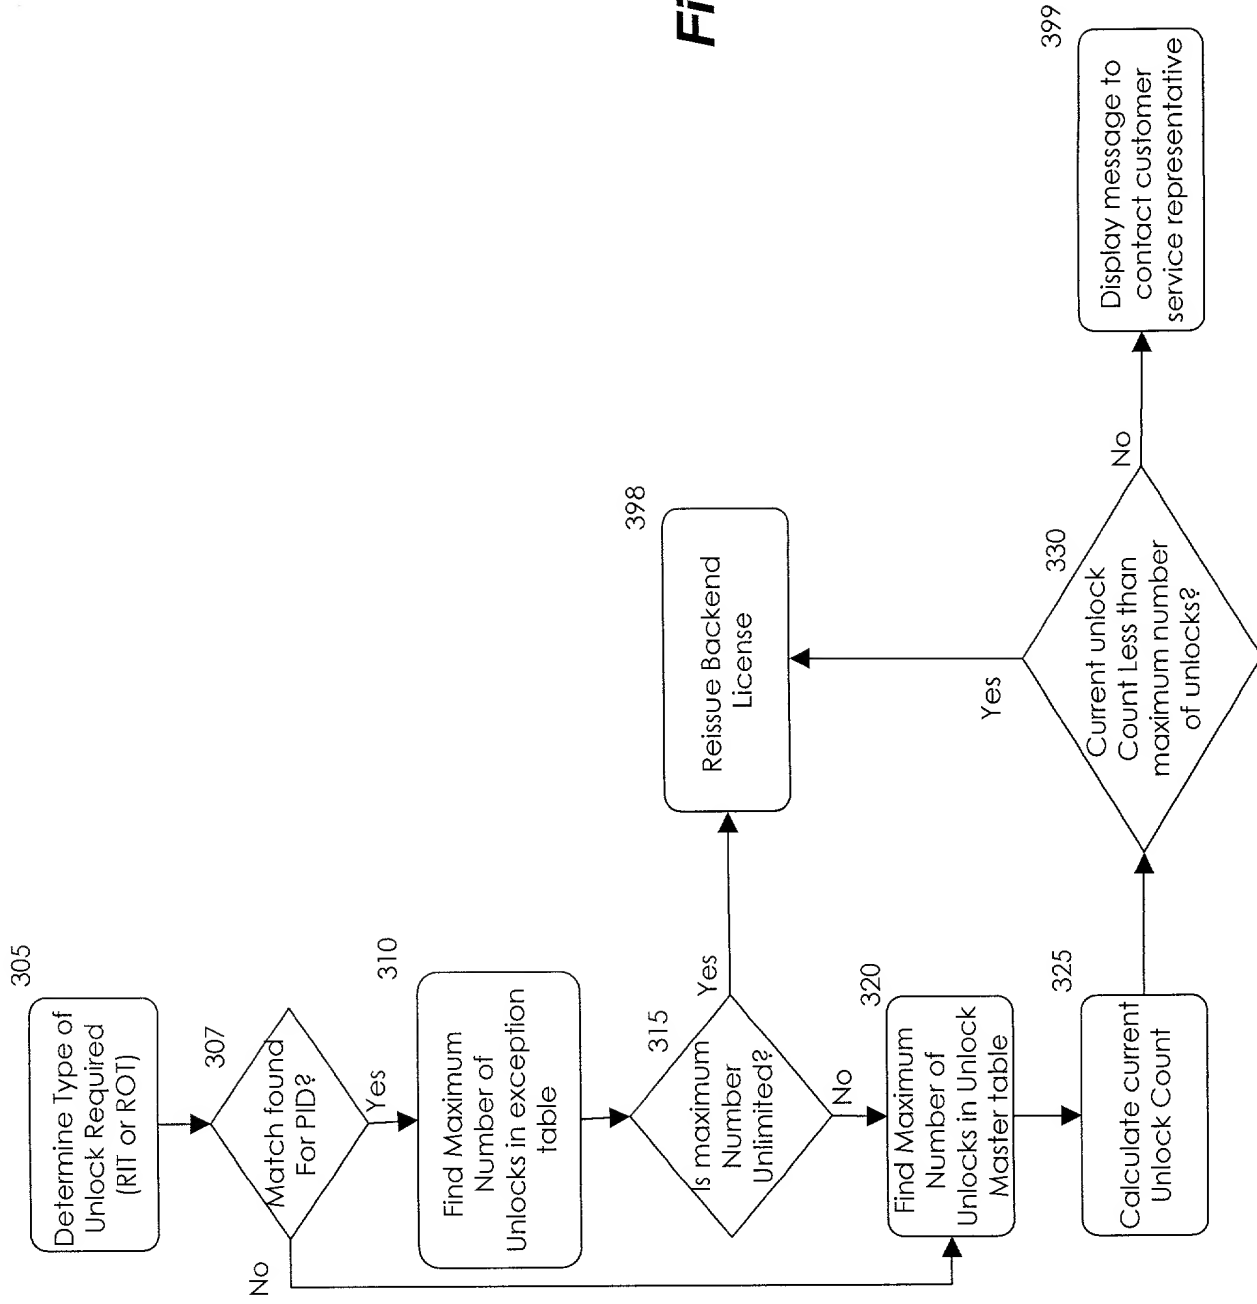 Fi
305
Determine Type of
Unlock Required
(RIT or ROT)
307
Match found
For PID?
No
Yes
310
Find Maximum
Number of
Unlocks in exception
table
315
Is maximum
Number
Unlimited?
Yes
No
398
Reissue Backend
License
320
Find Maximum
Number of
Unlocks in Unlock
Master table
325
Calculate current
Unlock Count
330
Current unlock
Count Less than
maximum number
of unlocks?
Yes
No
399
Display message to
contact customer
service representative